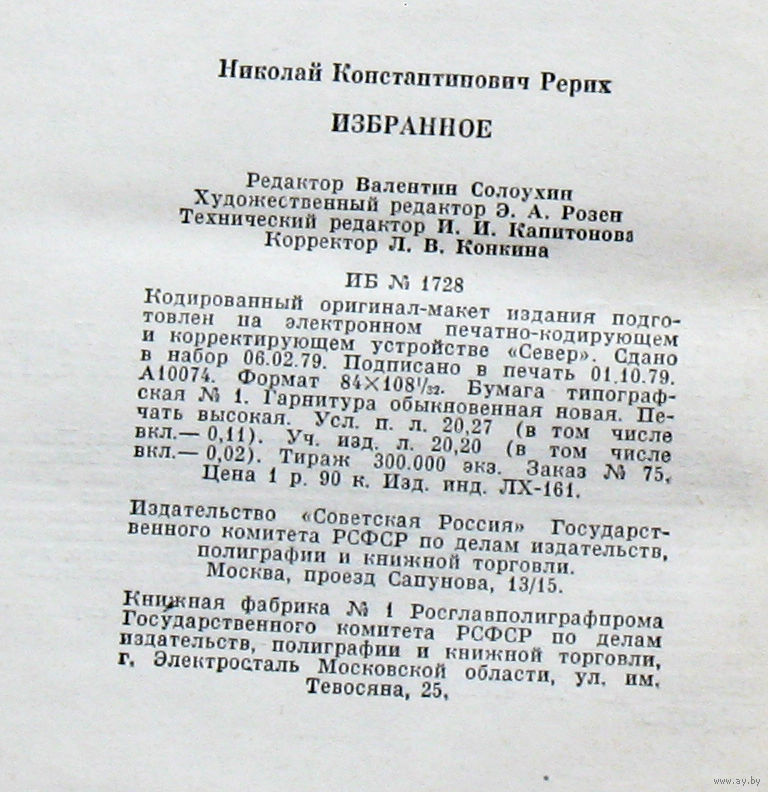 Николай Константинович Рерих
ИЗБРАННОЕ
Редактор Валентин Солоухин
Художественный редактор Э. А. Розен
Технический редактор И. И. Капитонова
Корректор Л. В. Конкина
ИБ № 1728
Кодированный оригинал-макет издания подго-
товлен на электронном печатно-кодирующем
и корректирующем устройстве «Север». Сдано
в набор 06.02.79. Подписано в печать 01.10.79.
А10074. Формат 84×108¹/₃₂. Бумага типограф-
ская № 1. Гарнитура обыкновенная новая. Пе-
чать высокая. Усл. п. л. 20,27 (в том числе
вкл.— 0,11). Уч. изд. л. 20,20 (в том числе
вкл.— 0,02). Тираж 300.000 экз. Заказ № 75.
Цена 1 р. 90 к. Изд. инд. ЛХ-161.
Издательство «Советская Россия» Государст-
венного комитета РСФСР по делам издательств,
полиграфии и книжной торговли.
Москва, проезд Сапунова, 13/15.
Книжная фабрика № 1 Росглавполиграфпрома
Государственного комитета РСФСР по делам
издательств, полиграфии и книжной торговли,
г. Электросталь Московской области, ул. им.
Тевосяна, 25.
www.ay.by